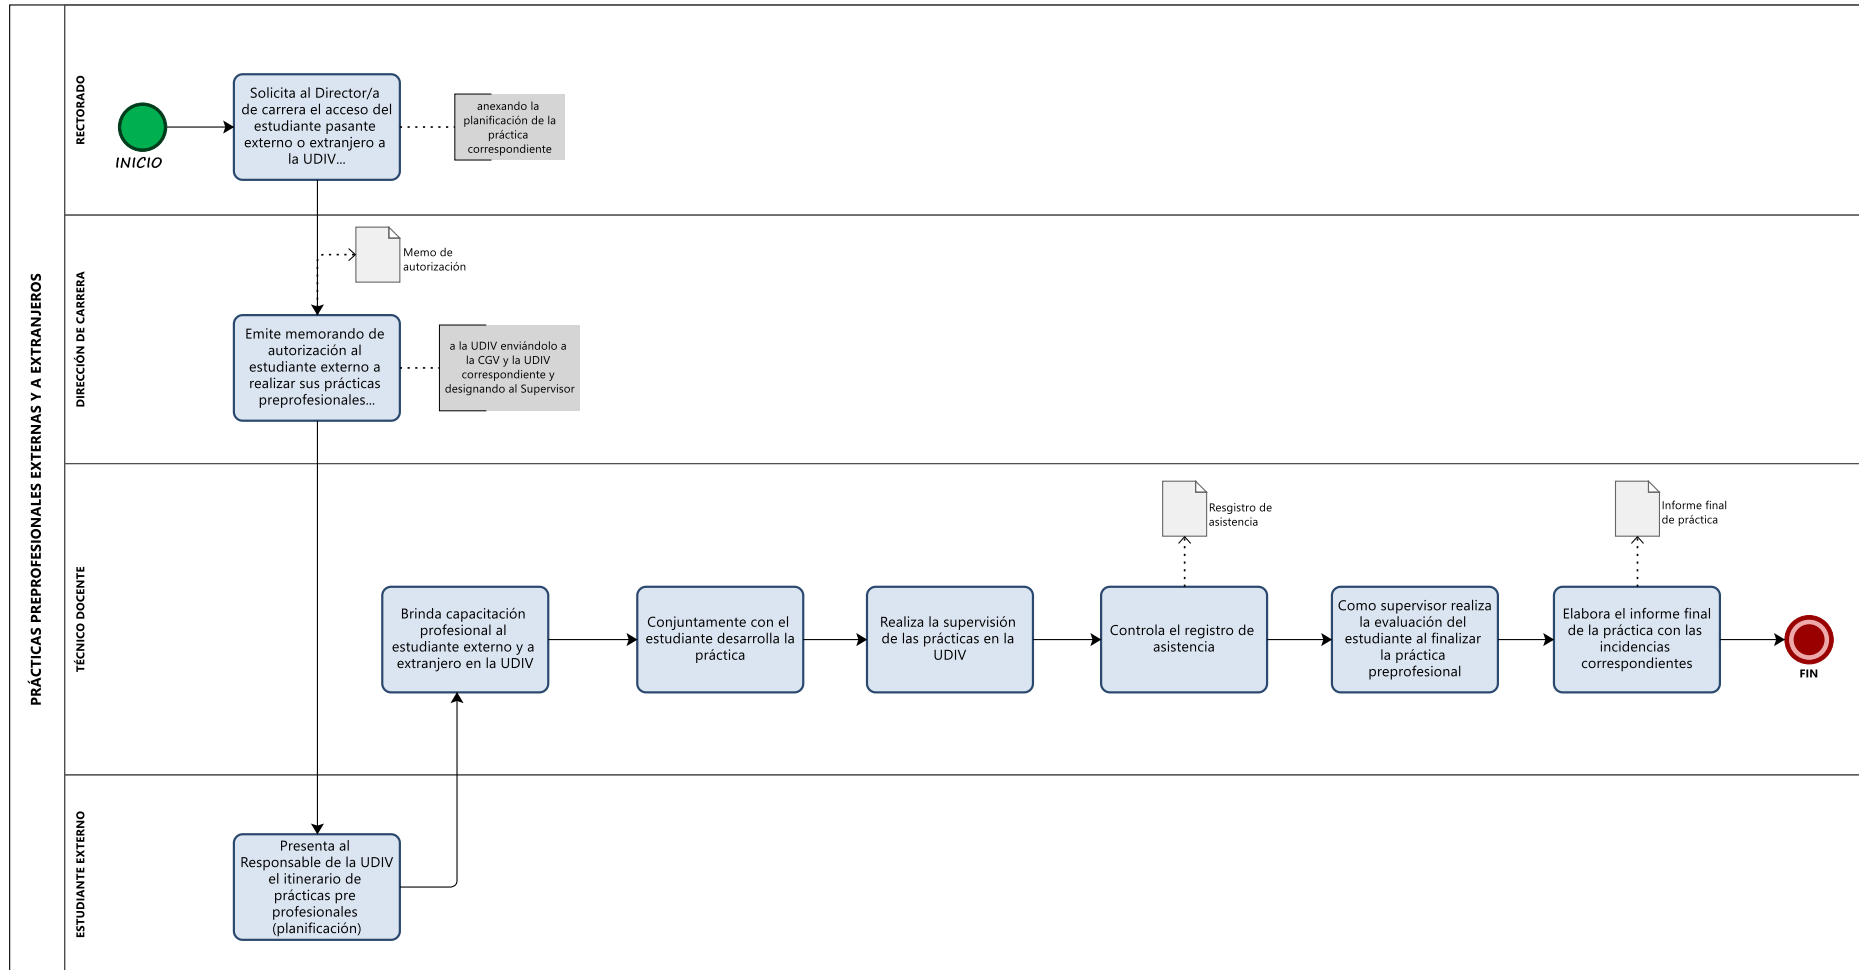 PRÁCTICAS PREPROFESIONALES EXTERNAS Y A EXTRANJEROS
RECTORADO
INICIO
Solicita al Director/a
de carrera el acceso del
estudiante pasante
externo o extranjero a
la UDIV...
anexando la
planificación de la
práctica
correspondiente
DIRECCIÓN DE CARRERA
Memo de
autorización
Emite memorando de
autorización al
estudiante externo a
realizar sus prácticas
preprofesionales...
a la UDIV enviándolo a
la CGV y la UDIV
correspondiente y
designando al Supervisor
TÉCNICO DOCENTE
Brinda capacitación
profesional al
estudiante externo y a
extranjero en la UDIV
Conjuntamente con el
estudiante desarrolla la
práctica
Realiza la supervisión
de las prácticas en la
UDIV
Resgistro de
asistencia
Controla el registro de
asistencia
Como supervisor realiza
la evaluación del
estudiante al finalizar
la práctica
preprofesional
Informe final
de práctica
Elabora el informe final
de la práctica con las
incidencias
correspondientes
FIN
ESTUDIANTE EXTERNO
Presenta al
Responsable de la UDIV
el itinerario de
prácticas pre
profesionales
(planificación)